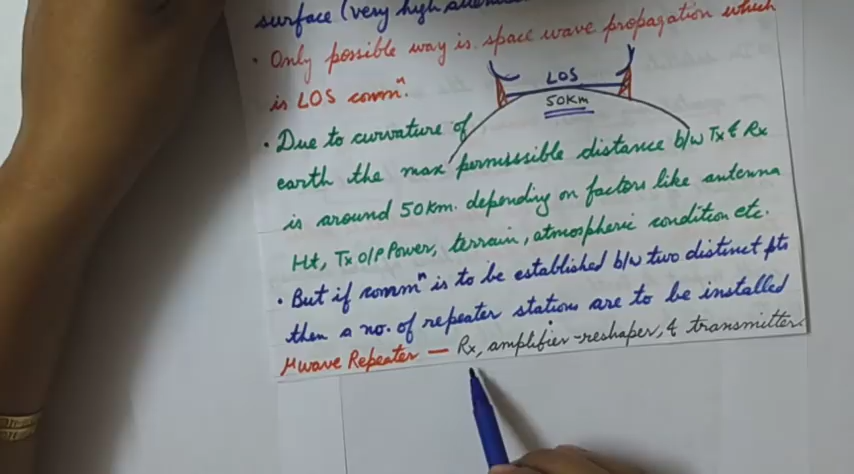 surface (very high
• Only possible way is space wave propagation which
is LOS commⁿ.
LOS
50Km
• Due to curvature of
earth the max permissible distance b/w Tx & Rx
is around 50Km. depending on factors like antenna
Ht, Tx O/P Power, terrain, atmospheric condition etc.
• But if commⁿ is to be established b/w two distinct pts
then a no. of repeater stations are to be installed
μwave Repeater — Rx, amplifier-reshaper, & transmitter